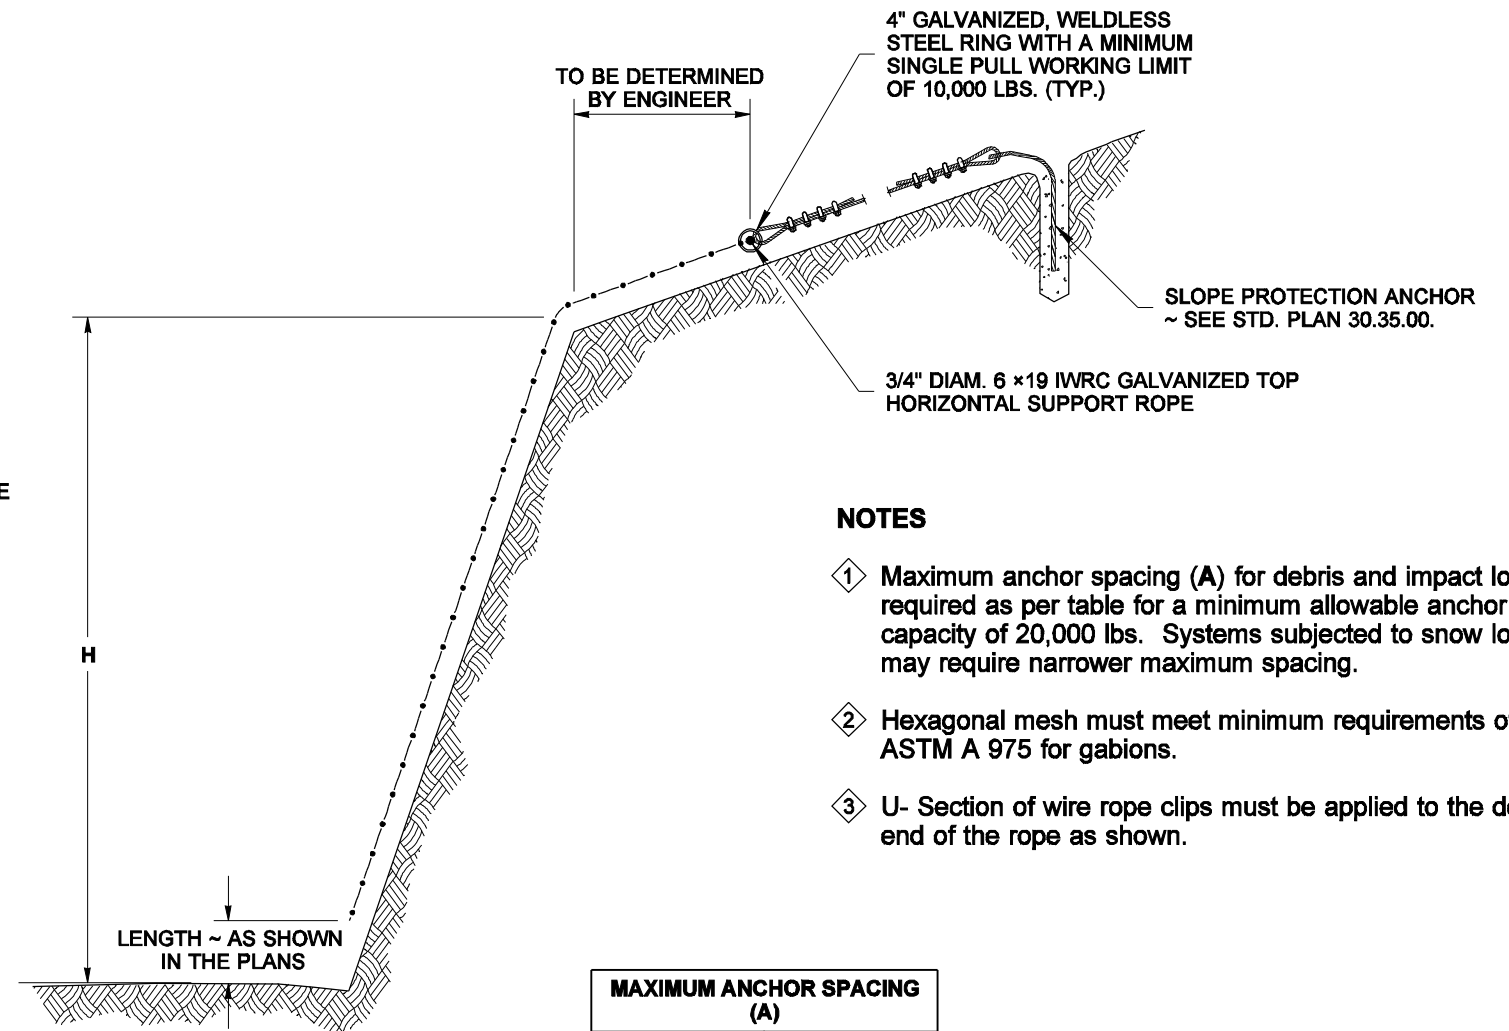 4" GALVANIZED, WELDLESS
STEEL RING WITH A MINIMUM
SINGLE PULL WORKING LIMIT
OF 10,000 LBS. (TYP.)
TO BE DETERMINED
BY ENGINEER
SLOPE PROTECTION ANCHOR
~ SEE STD. PLAN 30.35.00.
3/4" DIAM. 6 ×19 IWRC GALVANIZED TOP
HORIZONTAL SUPPORT ROPE
E
H
LENGTH ~ AS SHOWN
IN THE PLANS
NOTES
1 Maximum anchor spacing (A) for debris and impact
required as per table for a minimum allowable anchor
capacity of 20,000 lbs. Systems subjected to snow
may require narrower maximum spacing.
2 Hexagonal mesh must meet minimum requirements
ASTM A 975 for gabions.
3 U- Section of wire rope clips must be applied to the
end of the rope as shown.
MAXIMUM ANCHOR SPACING
(A)